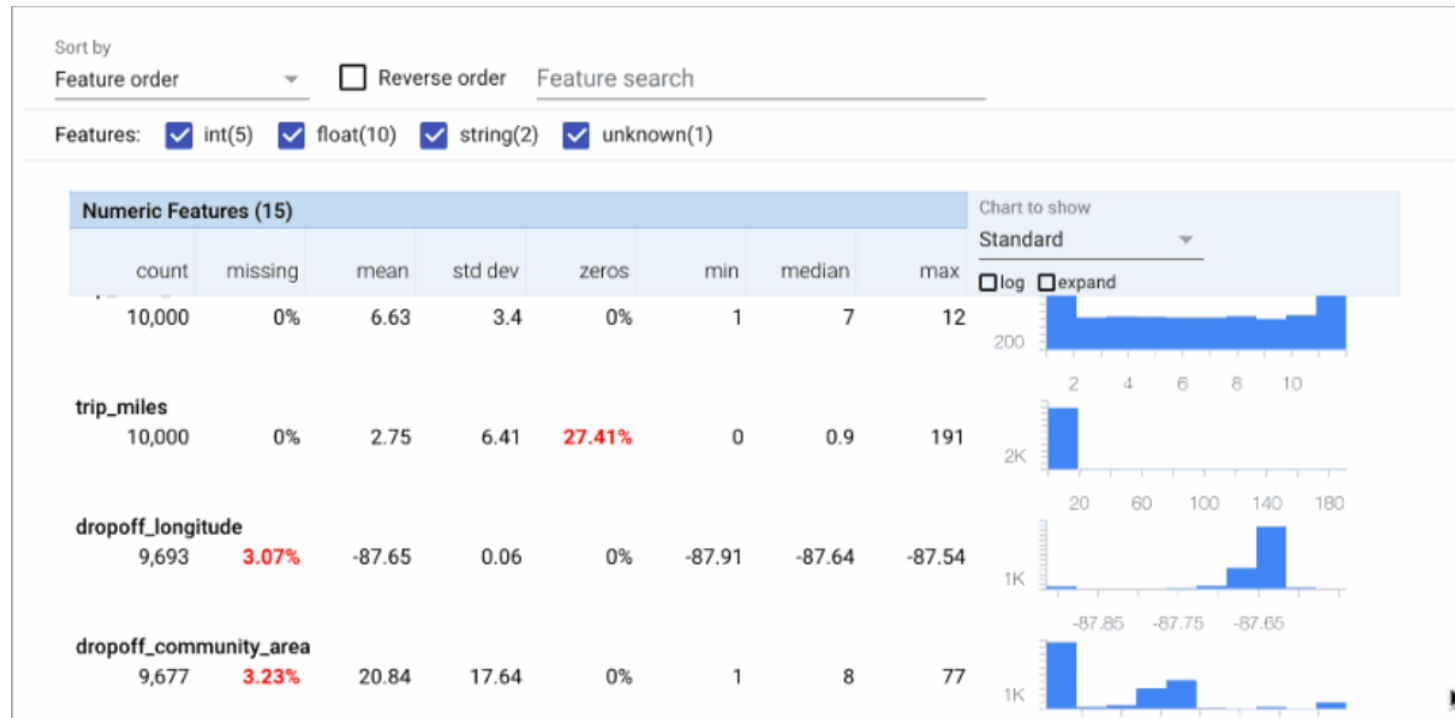 Sort by
Feature order
Reverse order
Feature search
Features: int(5) float(10) string(2) unknown(1)
Numeric Features (15)
Chart to show
Standard
count missing mean std dev zeros min median max
log expand
10,000 0% 6.63 3.4 0% 1 7 12
200
2 4 6 8 10
trip_miles
10,000 0% 2.75 6.41 27.41% 0 0.9 191
2K
20 60 100 140 180
dropoff_longitude
9,693 3.07% -87.65 0.06 0% -87.91 -87.64 -87.54
1K
-87.85 -87.75 -87.65
dropoff_community_area
9,677 3.23% 20.84 17.64 0% 1 8 77
1K